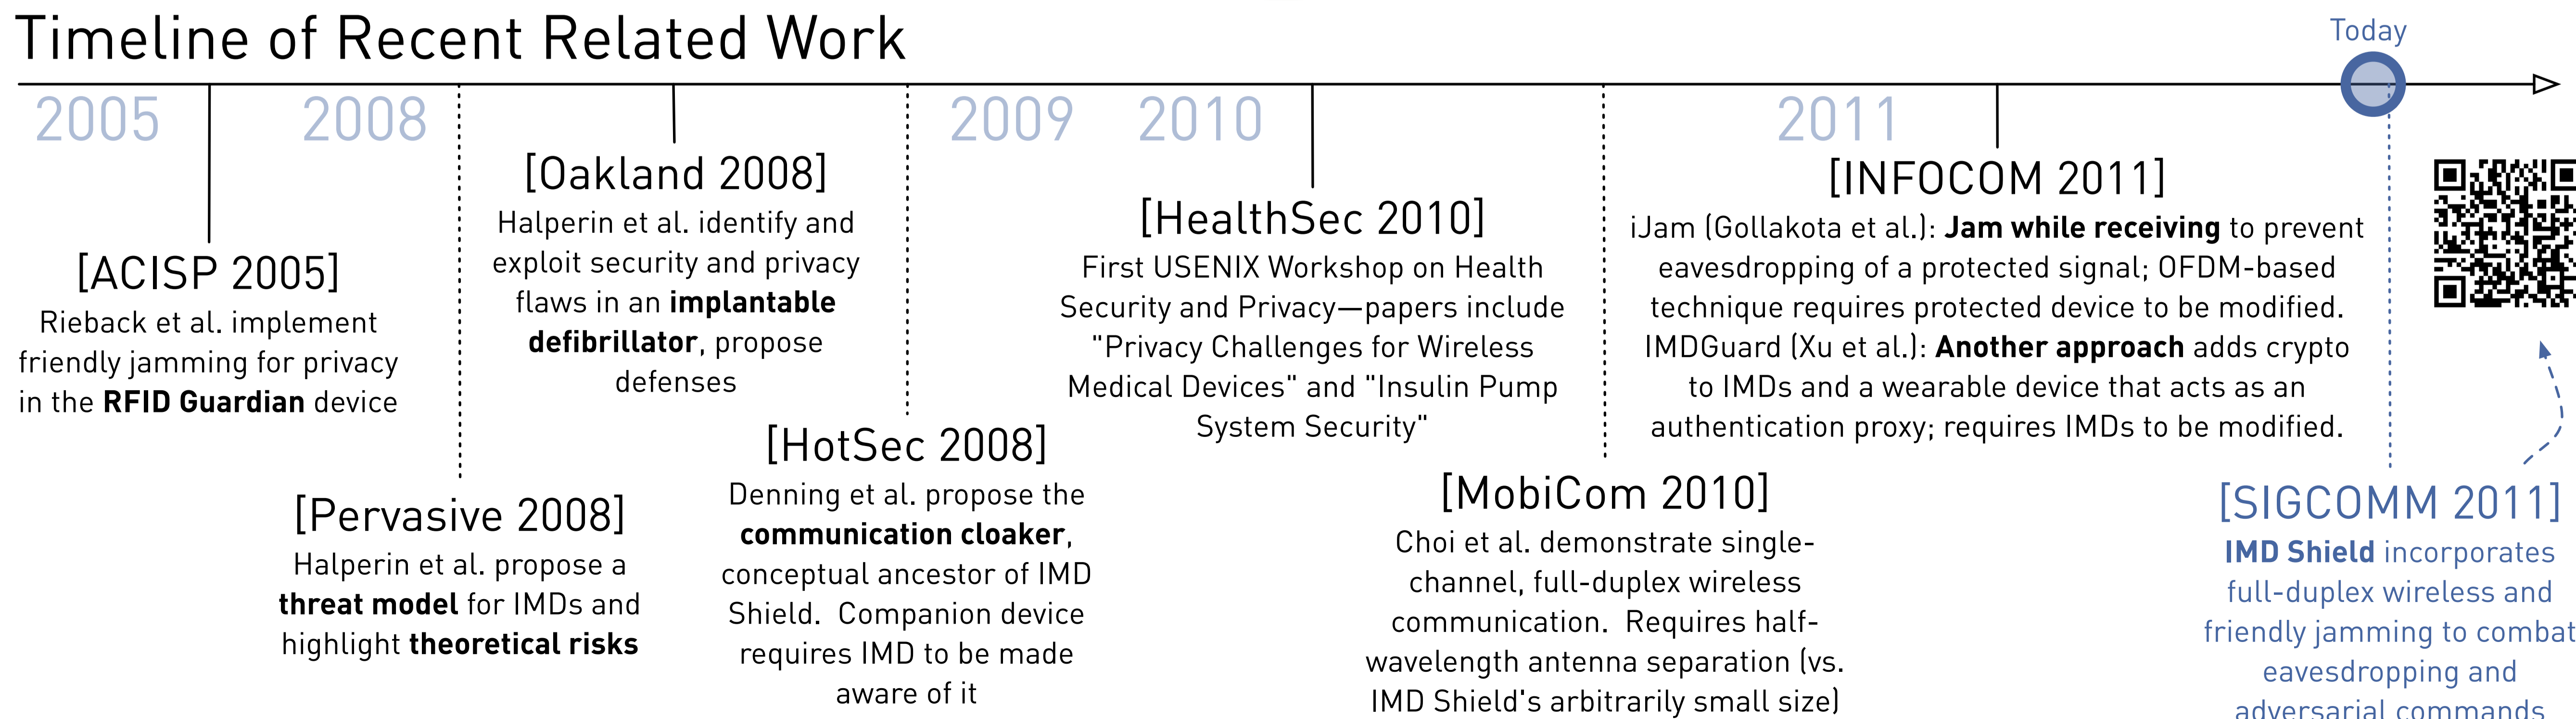 Timeline of Recent Related Work
Today
2005
2008
2009
2010
2011
[ACISP 2005]
Rieback et al. implement
friendly jamming for privacy
in the RFID Guardian device
[Pervasive 2008]
Halperin et al. propose a
threat model for IMDs and
highlight theoretical risks
[Oakland 2008]
Halperin et al. identify and
exploit security and privacy
flaws in an implantable
defibrillator, propose
defenses
[HotSec 2008]
Denning et al. propose the
communication cloaker,
conceptual ancestor of IMD
Shield.  Companion device
requires IMD to be made
aware of it
[HealthSec 2010]
First USENIX Workshop on Health
Security and Privacy—papers include
"Privacy Challenges for Wireless
Medical Devices" and "Insulin Pump
System Security"
[MobiCom 2010]
Choi et al. demonstrate single-
channel, full-duplex wireless
communication.  Requires half-
wavelength antenna separation (vs.
IMD Shield's arbitrarily small size)
[INFOCOM 2011]
iJam (Gollakota et al.): Jam while receiving to prevent
eavesdropping of a protected signal; OFDM-based
technique requires protected device to be modified.
IMDGuard (Xu et al.): Another approach adds crypto
to IMDs and a wearable device that acts as an
authentication proxy; requires IMDs to be modified.
[SIGCOMM 2011]
IMD Shield incorporates
full-duplex wireless and
friendly jamming to combat
eavesdropping and
adversarial commands